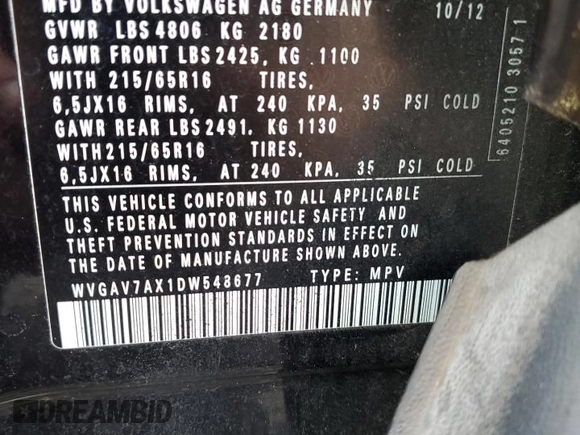 MFD BY VOLKSWAGEN AG GERMANY 10/12
GVWR LBS 4806 KG 2180
GAWR FRONT LBS 2425, KG 1100
WITH 215/65R16 TIRES,
6,5JX16 RIMS, AT 240 KPA, 35 PSI COLD
GAWR REAR LBS 2491, KG 1130
WITH 215/65R16 TIRES,
6,5JX16 RIMS, AT 240 KPA, 35 PSI COLD
THIS VEHICLE CONFORMS TO ALL APPLICABLE
U.S. FEDERAL MOTOR VEHICLE SAFETY AND
THEFT PREVENTION STANDARDS IN EFFECT ON
THE DATE OF MANUFACTURE SHOWN ABOVE.
WVGAV7AX1DW548677 TYPE: MPV
6405210 30571
DREAMBID